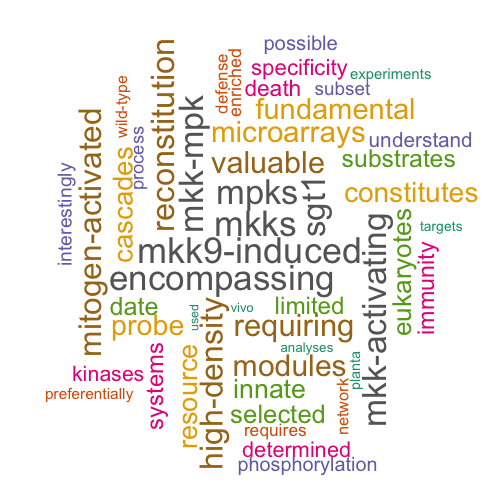 possible
specificity
experiments
death
subset
defense
enriched
fundamental
reconstitution
wild-type
microarrays
understand
mkk-mpk
valuable
substrates
mitogen-activated
cascades
process
interestingly
mpks
sgt1
constitutes
mkks
mkk9-induced
eukaryotes
targets
immunity
mkk-activating
encompassing
date
used
vivo
limited
probe
high-density
requiring
analyses
systems
resource
modules
planta
kinases
innate
preferentially
selected
network
requires
determined
phosphorylation